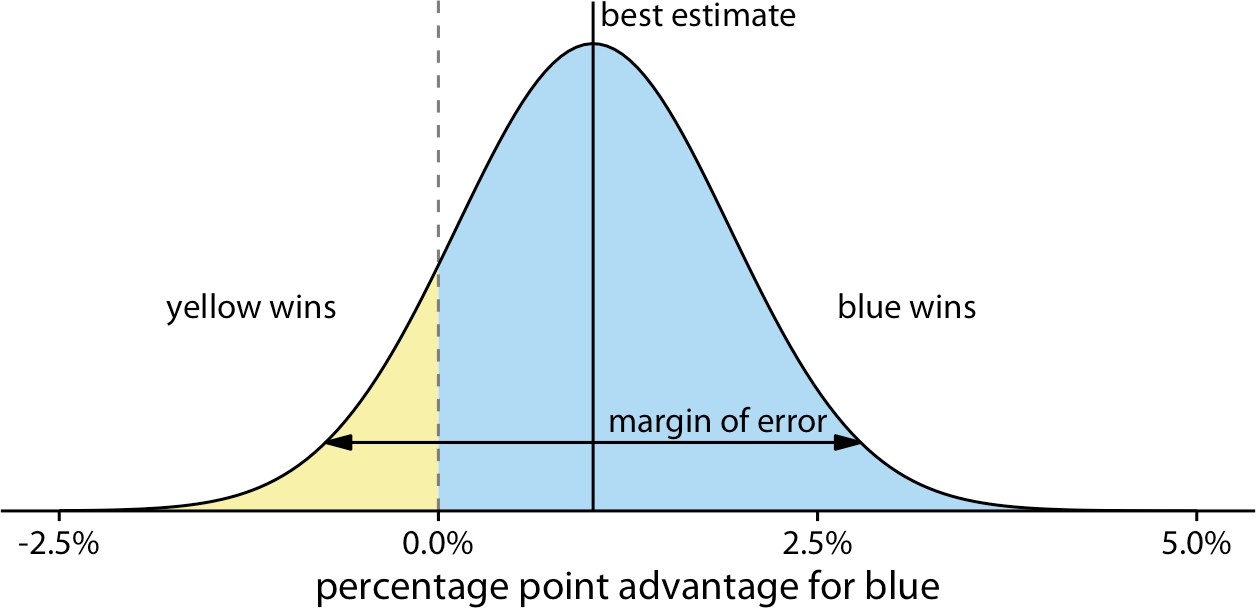 best estimate
yellow wins
blue wins
margin of error
-2.5%
0.0%
2.5%
5.0%
percentage point advantage for blue